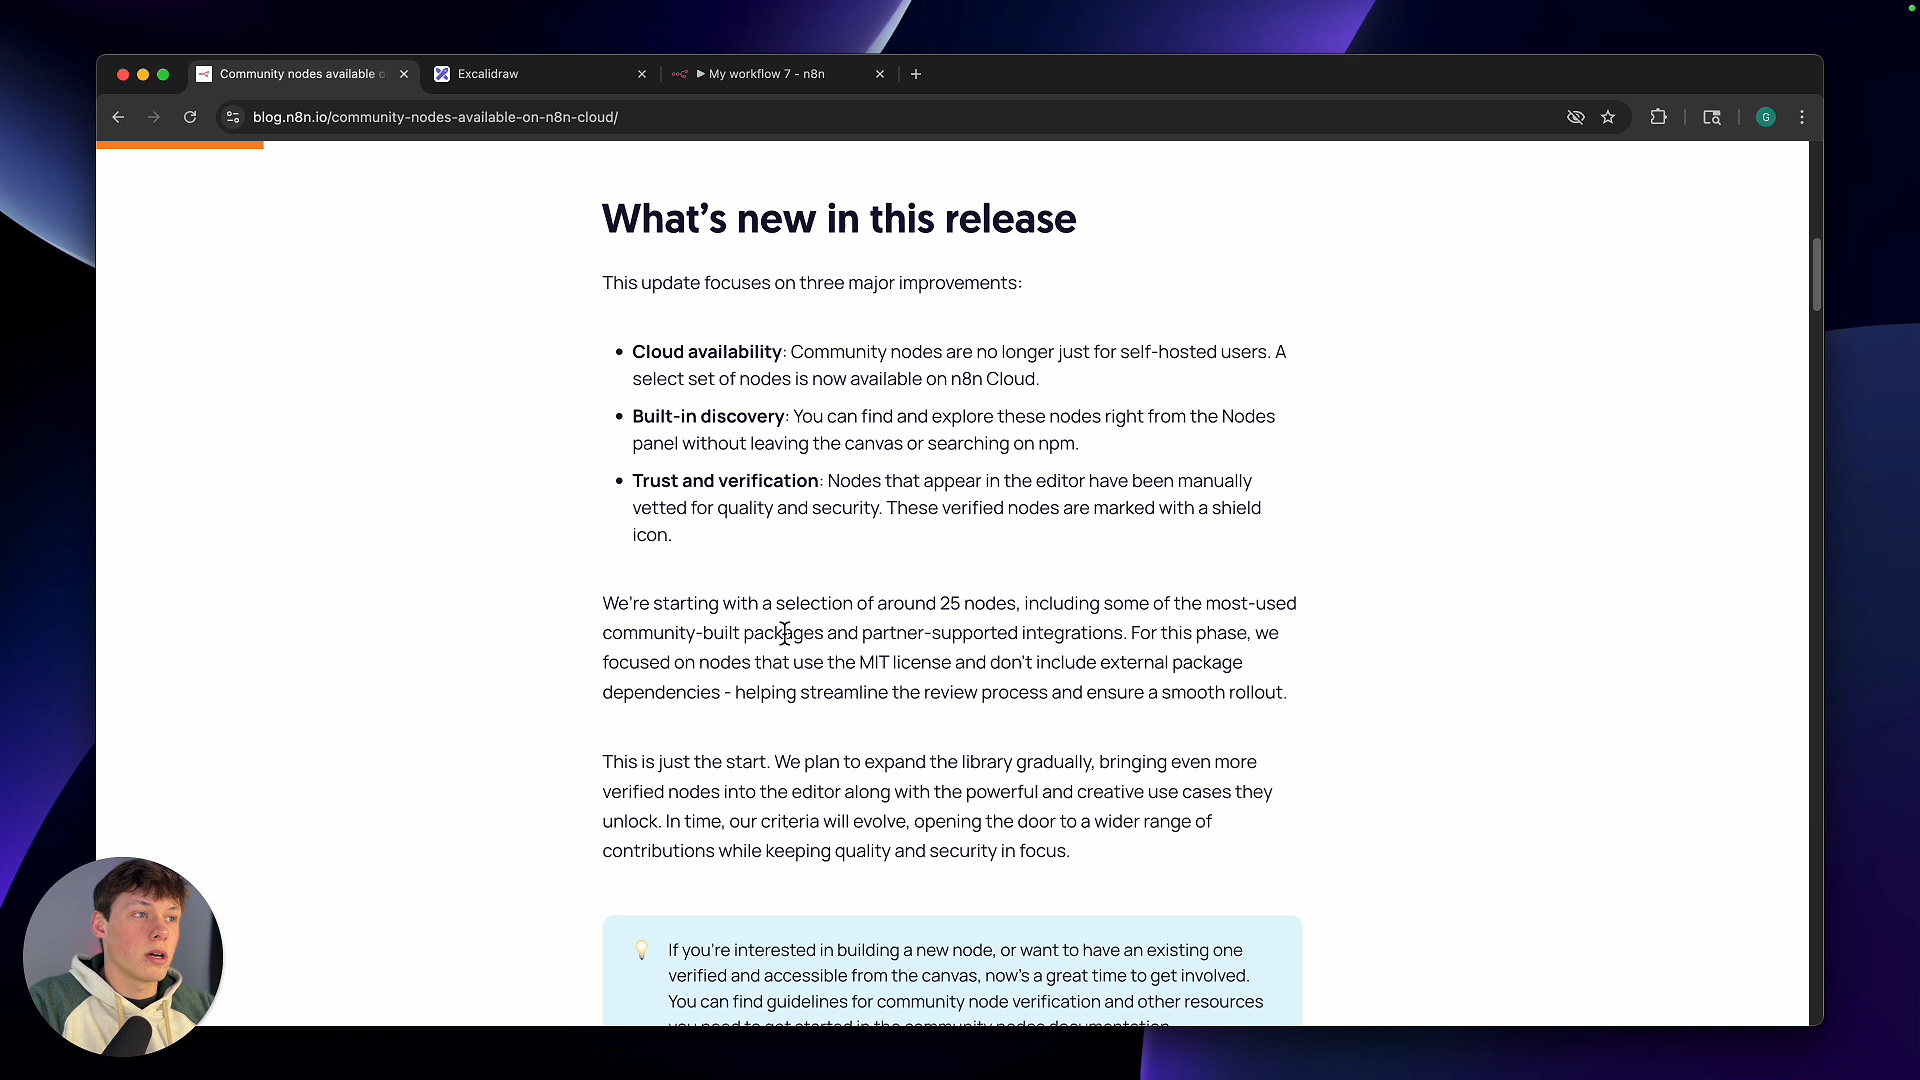 Community nodes available o
Excalidraw
▶ My workflow 7 - n8n
blog.n8n.io/community-nodes-available-on-n8n-cloud/
G
What's new in this release
This update focuses on three major improvements:
• Cloud availability: Community nodes are no longer just for self-hosted users. A
select set of nodes is now available on n8n Cloud.
• Built-in discovery: You can find and explore these nodes right from the Nodes
panel without leaving the canvas or searching on npm.
• Trust and verification: Nodes that appear in the editor have been manually
vetted for quality and security. These verified nodes are marked with a shield
icon.
We're starting with a selection of around 25 nodes, including some of the most-used
community-built packages and partner-supported integrations. For this phase, we
focused on nodes that use the MIT license and don't include external package
dependencies - helping streamline the review process and ensure a smooth rollout.
This is just the start. We plan to expand the library gradually, bringing even more
verified nodes into the editor along with the powerful and creative use cases they
unlock. In time, our criteria will evolve, opening the door to a wider range of
contributions while keeping quality and security in focus.
If you're interested in building a new node, or want to have an existing one
verified and accessible from the canvas, now's a great time to get involved.
You can find guidelines for community node verification and other resources
you need to get started in the community nodes documentation.